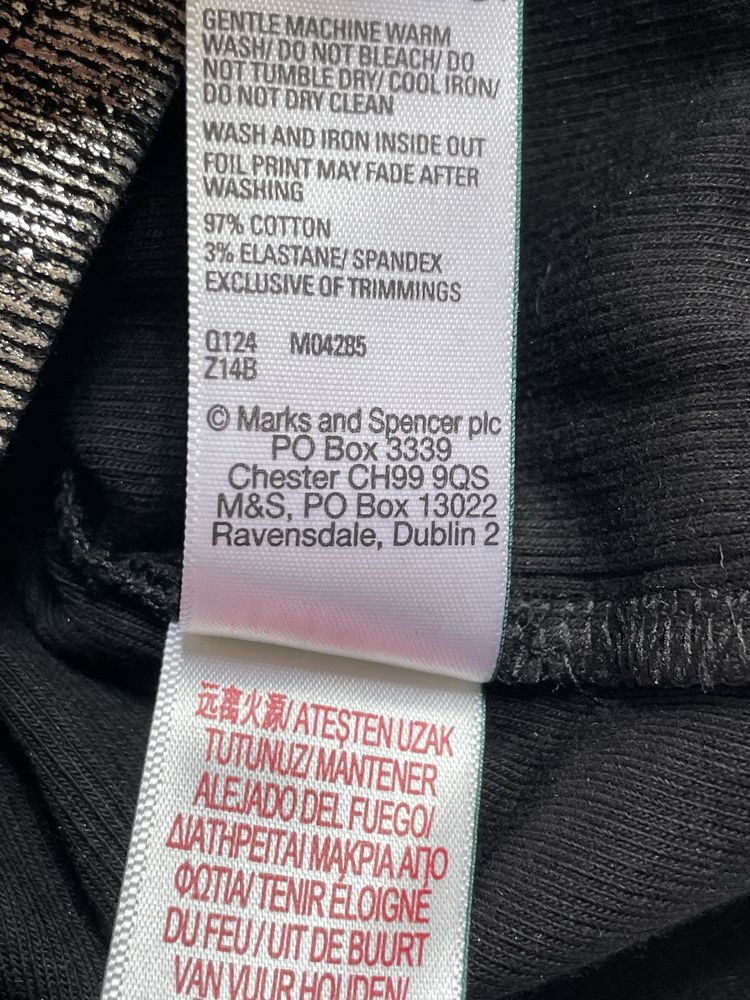 GENTLE MACHINE WARM
WASH/ DO NOT BLEACH/ DO
NOT TUMBLE DRY/ COOL IRON/
DO NOT DRY CLEAN
WASH AND IRON INSIDE OUT
FOIL PRINT MAY FADE AFTER
WASHING
97% COTTON
3% ELASTANE/ SPANDEX
EXCLUSIVE OF TRIMMINGS
Q124 M04285
Z14B
© Marks and Spencer plc
PO Box 3339
Chester CH99 9QS
M&S, PO Box 13022
Ravensdale, Dublin 2
远离火源/ ATEŞTEN UZAK
TUTUNUZ/ MANTENER
ALEJADO DEL FUEGO/
ΔΙΑΤΗΡΕΙΤΑΙ ΜΑΚΡΙΑ ΑΠΟ
ΦΩΤΙΑ/ TENIR ÉLOIGNÉ
DU FEU / UIT DE BUURT
VAN VUUR HOUDEN/